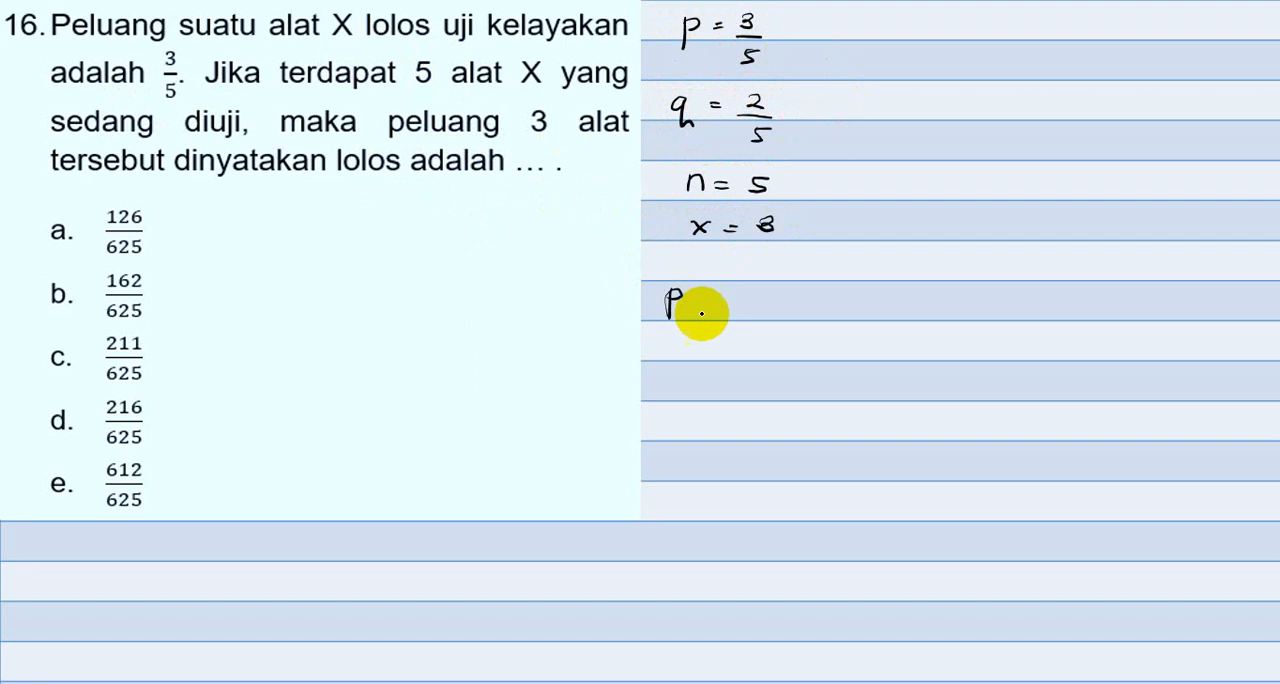 16. Peluang suatu alat X lolos uji kelayakan
adalah 3/5. Jika terdapat 5 alat X yang
sedang diuji, maka peluang 3 alat
tersebut dinyatakan lolos adalah ... .
a. 126/625
b. 162/625
c. 211/625
d. 216/625
e. 612/625
p = 3/5
q = 2/5
n = 5
x = 3
P